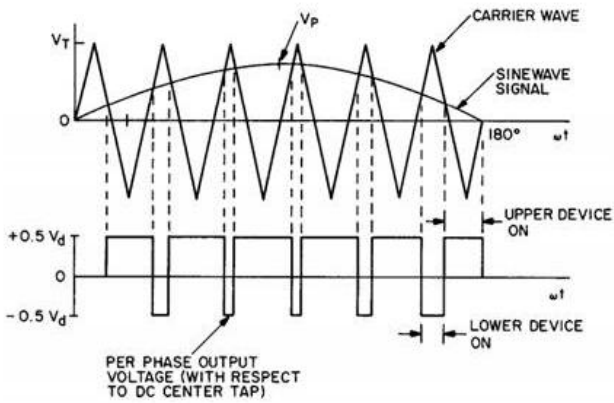 V_P
CARRIER WAVE
V_T
SINEWAVE
SIGNAL
0
180°
ωt
UPPER DEVICE
ON
+0.5 V_d
0
ωt
-0.5 V_d
LOWER DEVICE
ON
PER PHASE OUTPUT
VOLTAGE (WITH RESPECT
TO DC CENTER TAP)